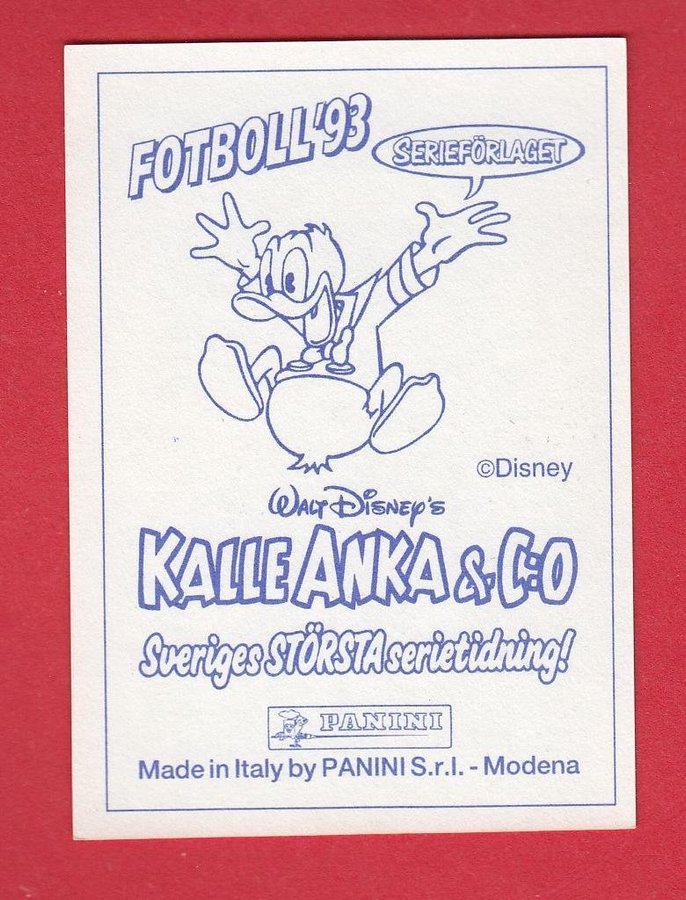 FOTBOLL'93
SERIEFÖRLAGET
©Disney
WALT DISNEY'S
KALLE ANKA & C:O
Sveriges STÖRSTA serietidning!
PANINI
Made in Italy by PANINI S.r.l. - Modena